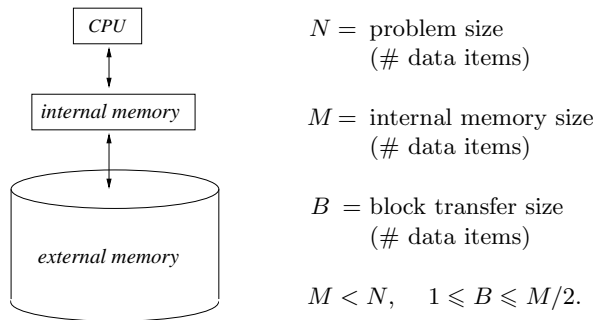 CPU
internal memory
external memory
N = problem size
(# data items)
M = internal memory size
(# data items)
B = block transfer size
(# data items)
M < N, 1 ⩽ B ⩽ M/2.